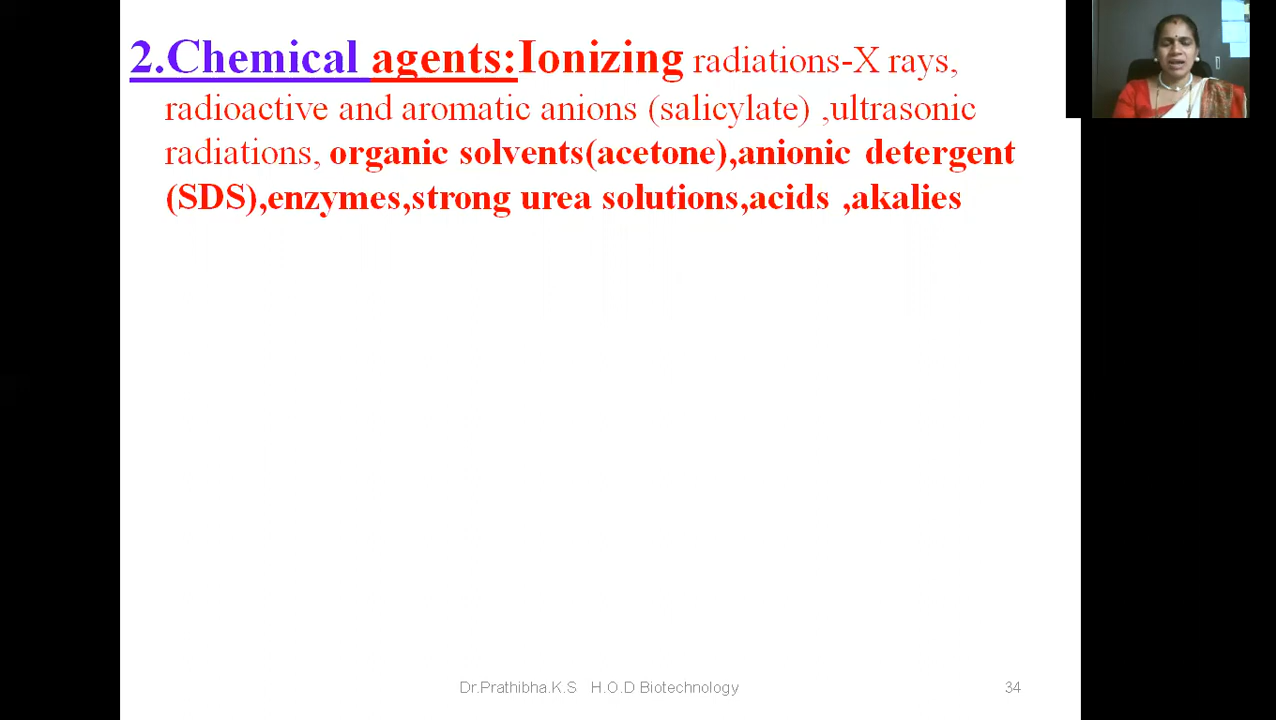 2.Chemical agents:Ionizing radiations-X rays,
radioactive and aromatic anions (salicylate) ,ultrasonic
radiations, organic solvents(acetone),anionic detergent
(SDS),enzymes,strong urea solutions,acids ,akalies
Dr.Prathibha.K.S H.O.D Biotechnology
34